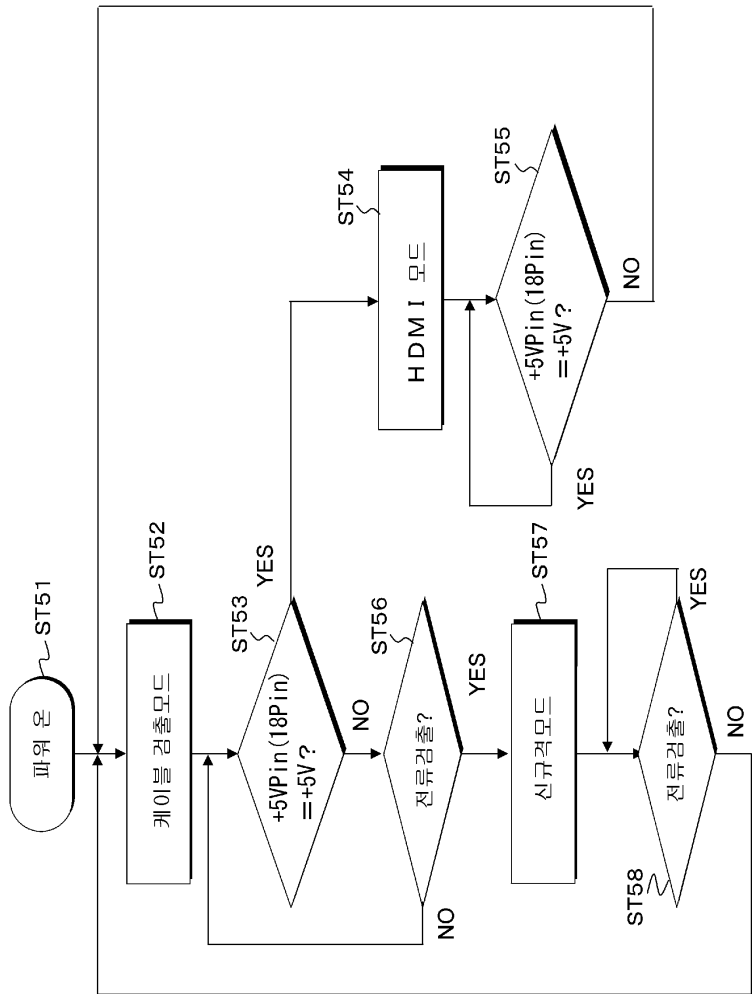 ST51
파워 온
ST52
케이블 검출모드
ST53
+5VPin(18Pin)
=+5V?
YES
NO
ST54
HDMI 모드
ST55
+5VPin(18Pin)
=+5V?
YES
NO
ST56
전류검출?
YES
NO
ST57
신규격모드
ST58
전류검출?
YES
NO